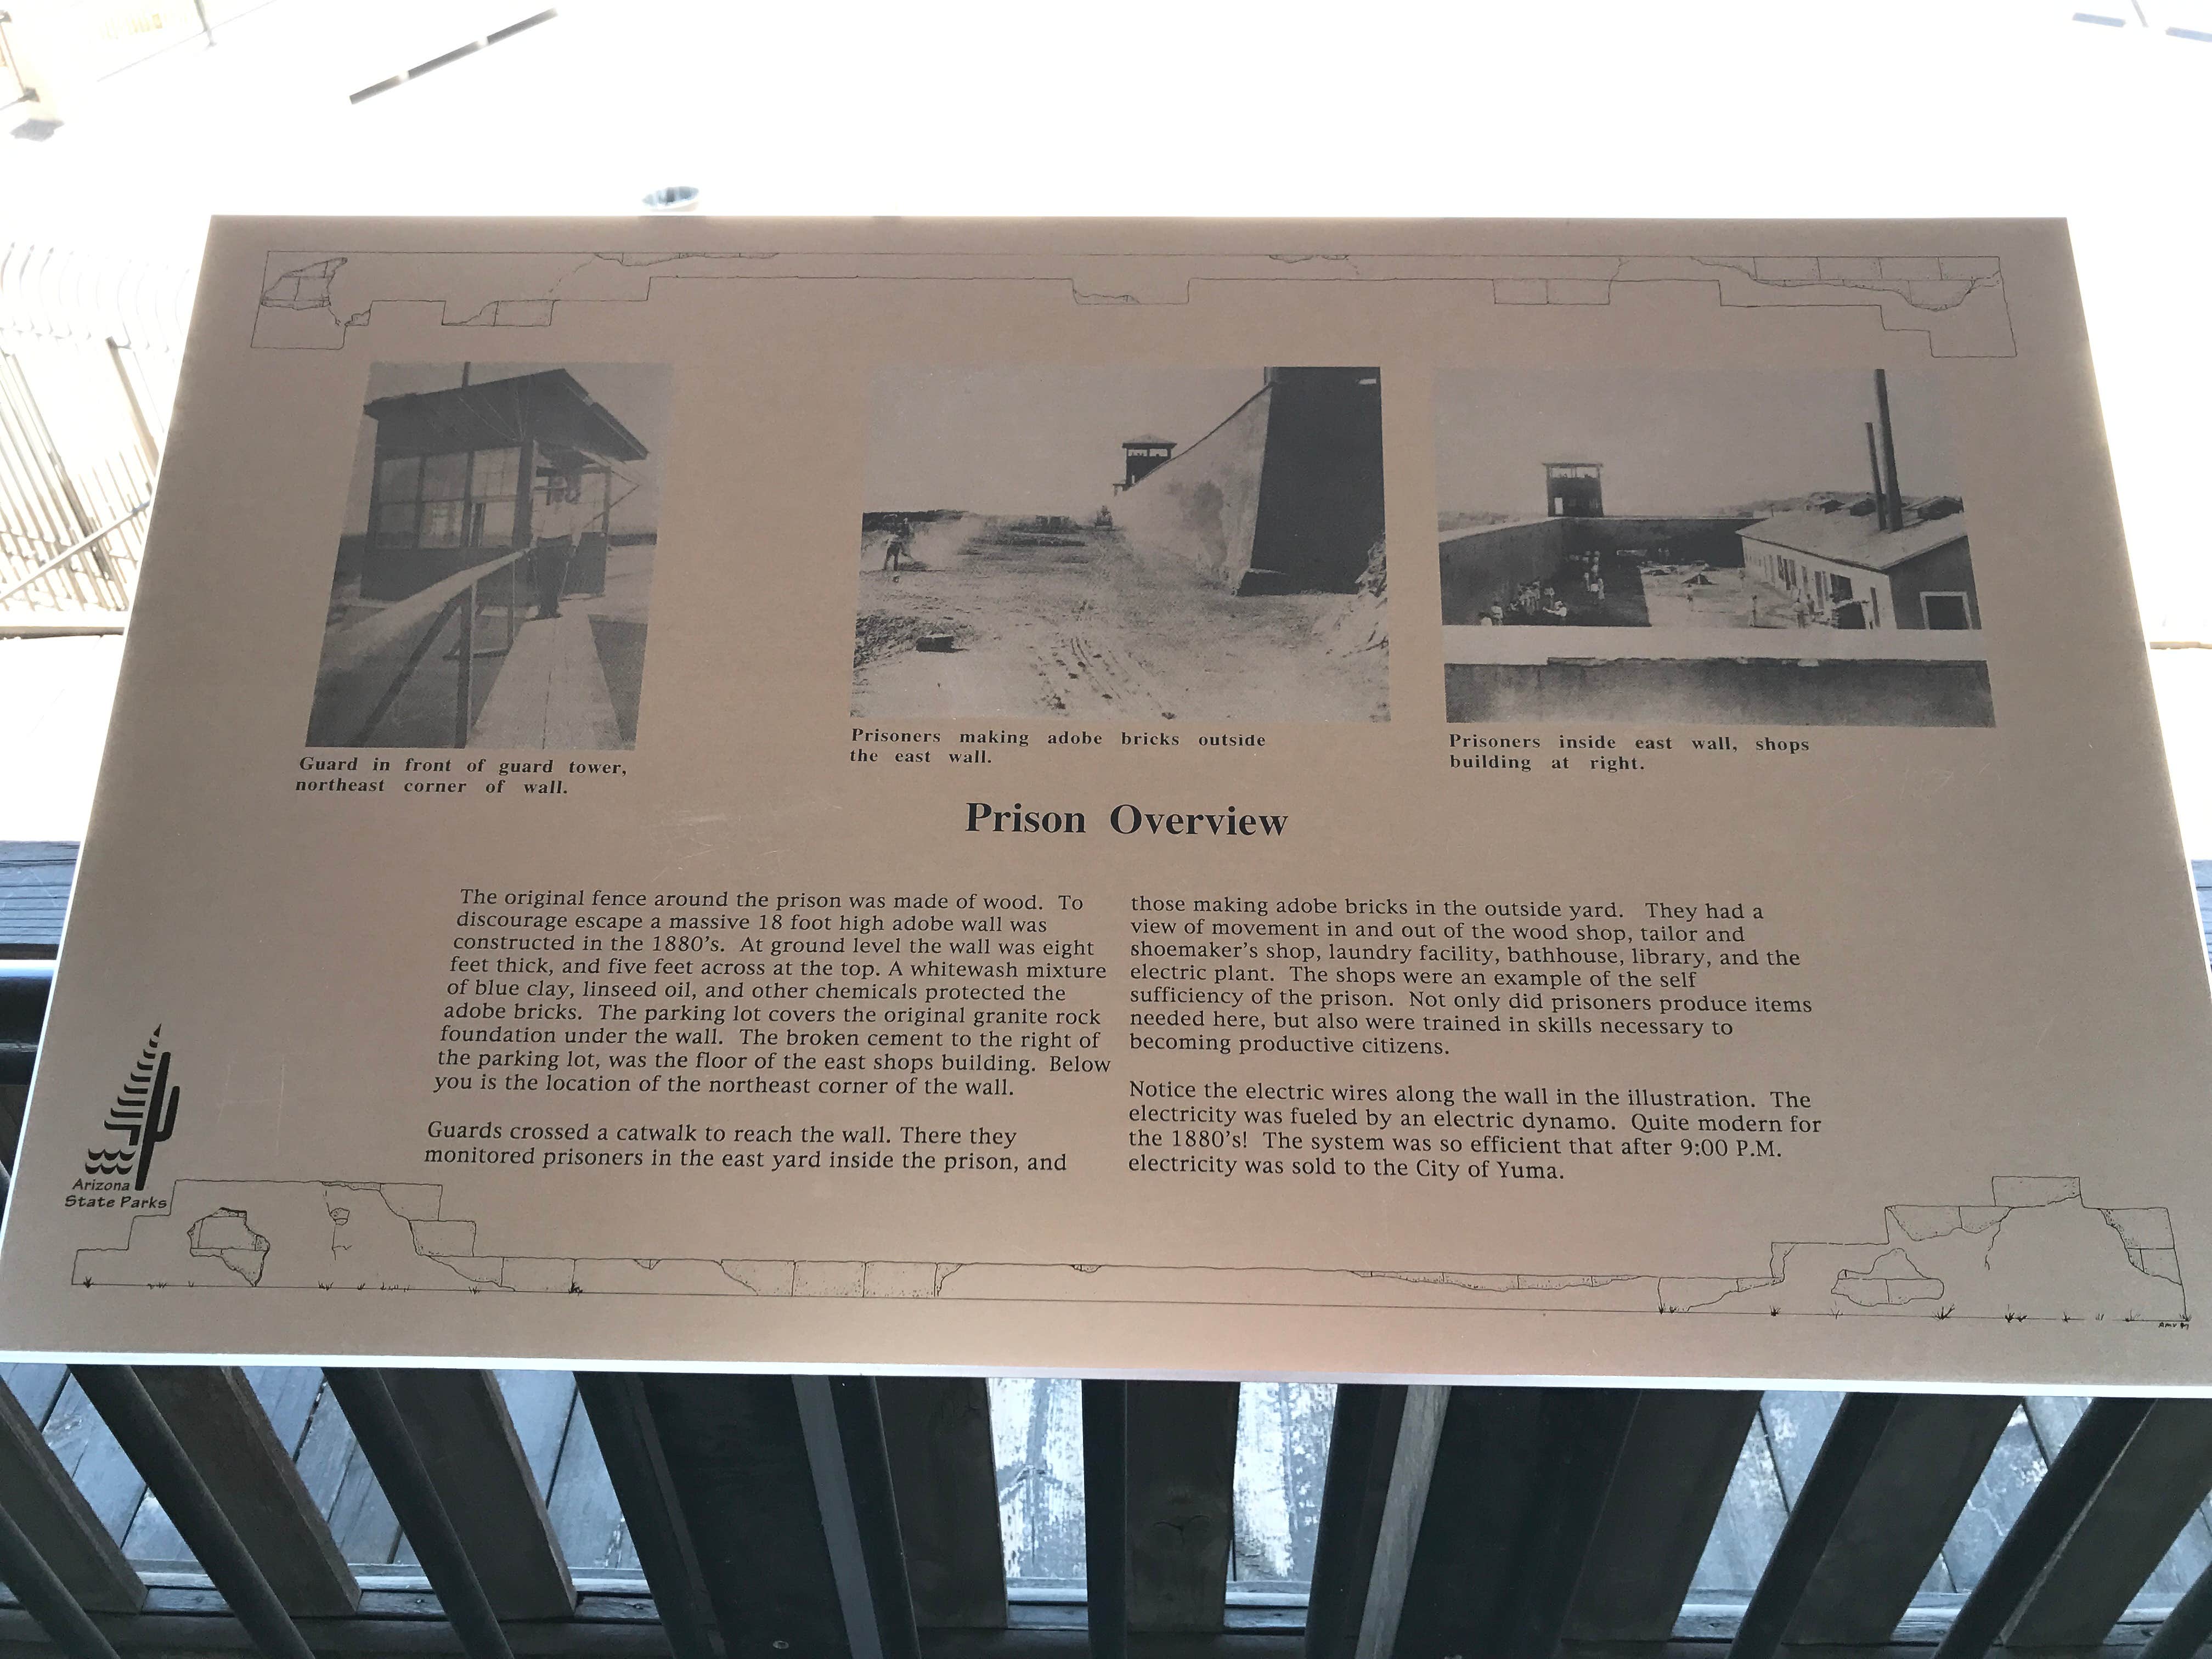 Guard in front of guard tower,
northeast corner of wall.
Prisoners making adobe bricks outside
the east wall.
Prisoners inside east wall, shops
building at right.
Prison Overview
The original fence around the prison was made of wood. To
discourage escape a massive 18 foot high adobe wall was
constructed in the 1880's. At ground level the wall was eight
feet thick, and five feet across at the top. A whitewash mixture
of blue clay, linseed oil, and other chemicals protected the
adobe bricks. The parking lot covers the original granite rock
foundation under the wall. The broken cement to the right of
the parking lot, was the floor of the east shops building. Below
you is the location of the northeast corner of the wall.
Guards crossed a catwalk to reach the wall. There they
monitored prisoners in the east yard inside the prison, and
those making adobe bricks in the outside yard. They had a
view of movement in and out of the wood shop, tailor and
shoemaker's shop, laundry facility, bathhouse, library, and the
electric plant. The shops were an example of the self
sufficiency of the prison. Not only did prisoners produce items
needed here, but also were trained in skills necessary to
becoming productive citizens.
Notice the electric wires along the wall in the illustration. The
electricity was fueled by an electric dynamo. Quite modern for
the 1880's! The system was so efficient that after 9:00 P.M.
electricity was sold to the City of Yuma.
Arizona
State Parks